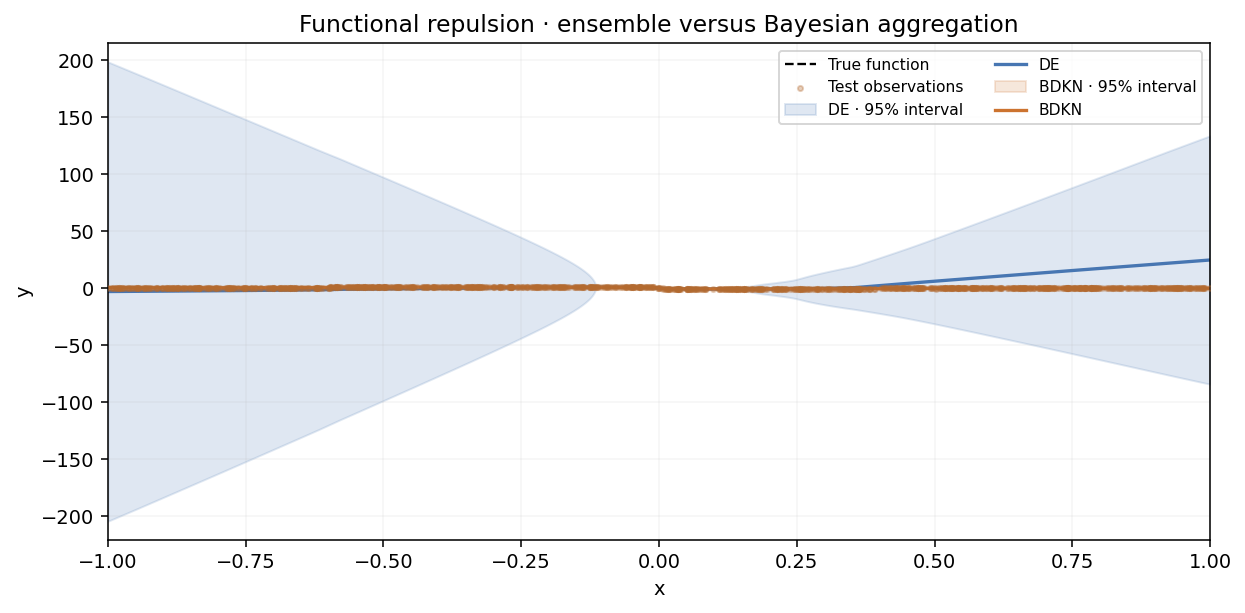 Functional repulsion · ensemble versus Bayesian aggregation
True function
Test observations
DE · 95% interval
DE
BDKN · 95% interval
BDKN
y
200
150
100
50
0
−50
−100
−150
−200
−1.00 −0.75 −0.50 −0.25 0.00 0.25 0.50 0.75 1.00
x